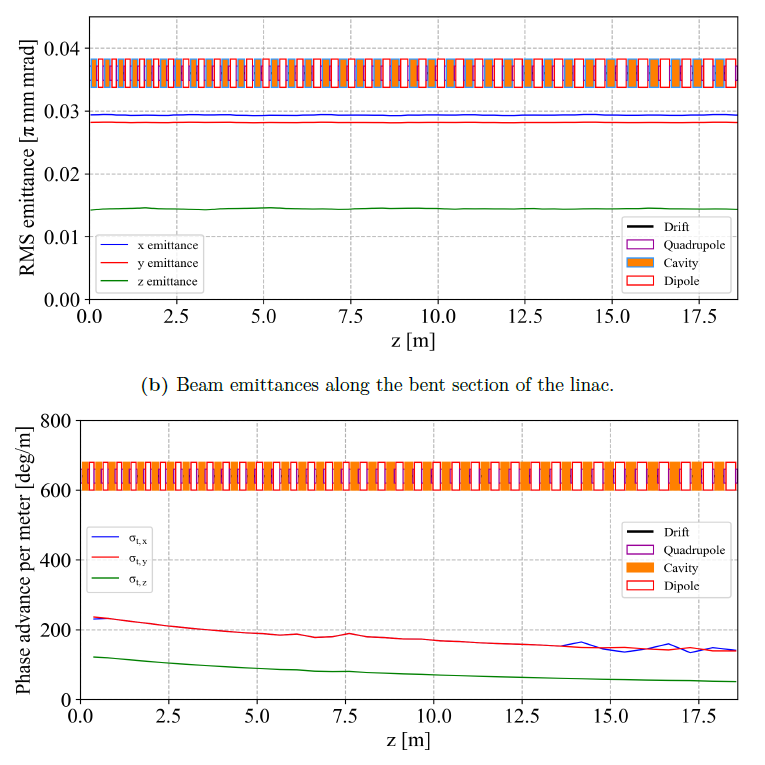 RMS emittance [π mm mrad]
0.04
0.03
0.02
0.01
0.00
x emittance
y emittance
z emittance
Drift
Quadrupole
Cavity
Dipole
0.0 2.5 5.0 7.5 10.0 12.5 15.0 17.5
z [m]
(b) Beam emittances along the bent section of the linac.
Phase advance per meter [deg/m]
800
600
400
200
0
σt,x
σt,y
σt,z
Drift
Quadrupole
Cavity
Dipole
0.0 2.5 5.0 7.5 10.0 12.5 15.0 17.5
z [m]